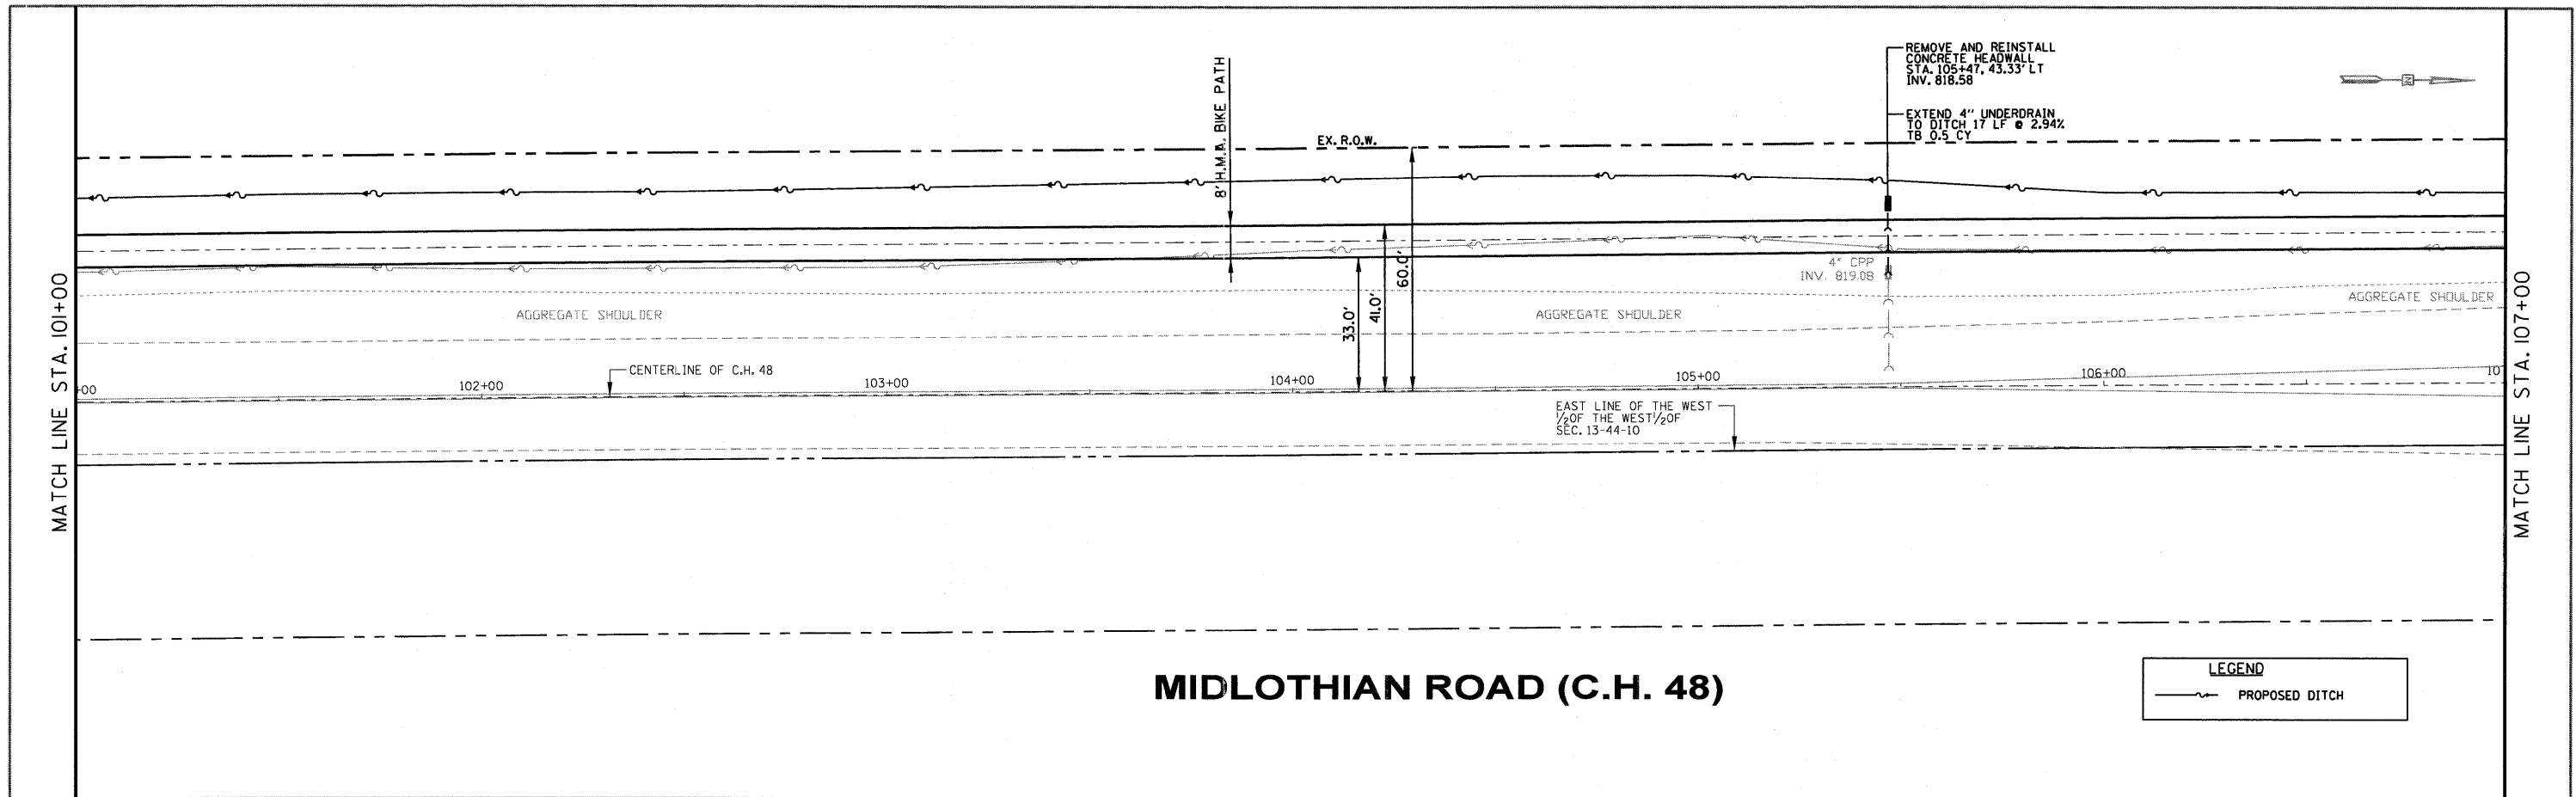 REMOVE AND REINSTALL
CONCRETE HEADWALL
STA. 105+47, 43.33' LT
INV. 818.58
EXTEND 4" UNDERDRAIN
TO DITCH 17 LF @ 2.94%
TB 0.5 CY
N
8' H.M.A. BIKE PATH
EX. R.O.W.
MATCH LINE STA. 101+00
33.0'
41.0'
60.0'
4" CPP
INV. 819.08
AGGREGATE SHOULDER
AGGREGATE SHOULDER
AGGREGATE SHOULDER
MATCH LINE STA. 107+00
+00
102+00
103+00
104+00
105+00
106+00
10
CENTERLINE OF C.H. 48
EAST LINE OF THE WEST
1/2 OF THE WEST 1/2 OF
SEC. 13-44-10
MIDLOTHIAN ROAD (C.H. 48)
LEGEND
PROPOSED DITCH